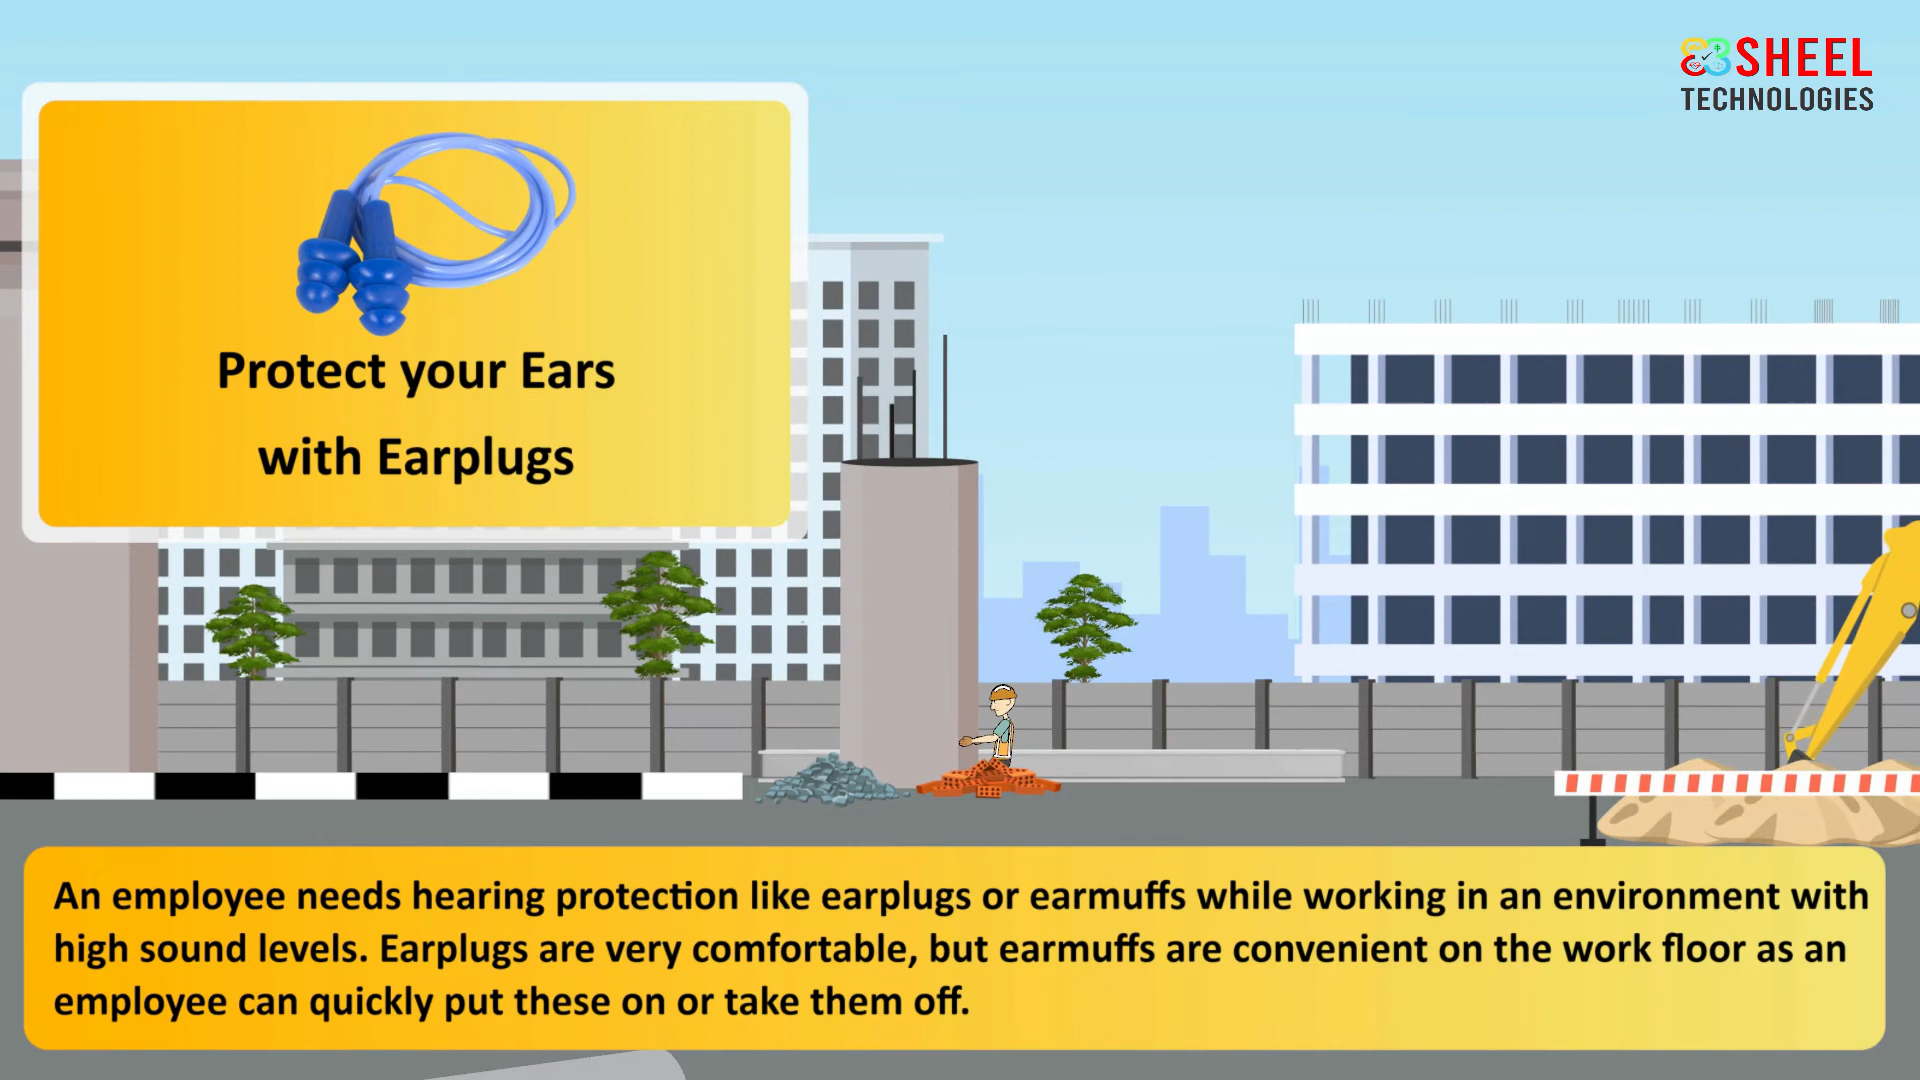 SHEEL
TECHNOLOGIES
Protect your Ears
with Earplugs
An employee needs hearing protection like earplugs or earmuffs while working in an environment with
high sound levels. Earplugs are very comfortable, but earmuffs are convenient on the work floor as an
employee can quickly put these on or take them off.